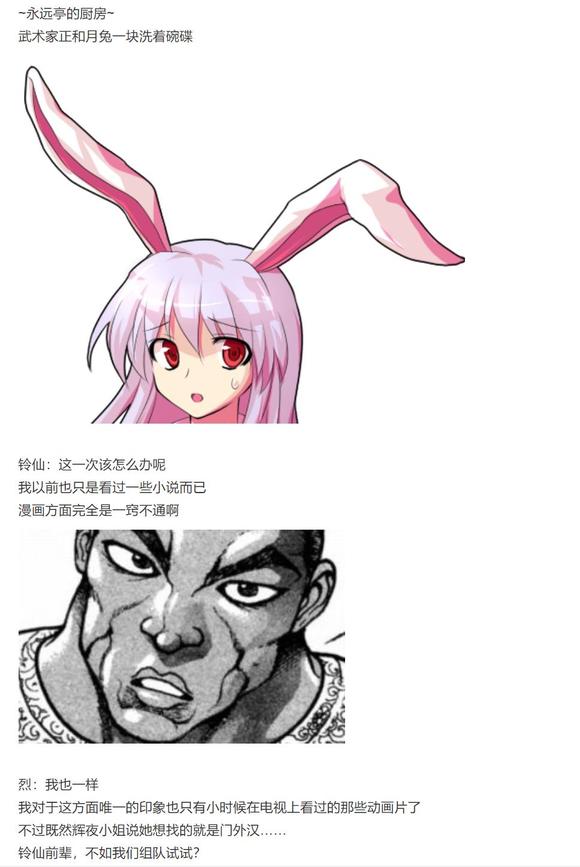 ~永远亭的厨房~
武术家正和月兔一块洗着碗碟
铃仙：这一次该怎么办呢
我以前也只是看过一些小说而已
漫画方面完全是一窍不通啊
烈：我也一样
我对于这方面唯一的印象也只有小时候在电视上看过的那些动画片了
不过既然辉夜小姐说她想找的就是门外汉……
铃仙前辈，不如我们组队试试？